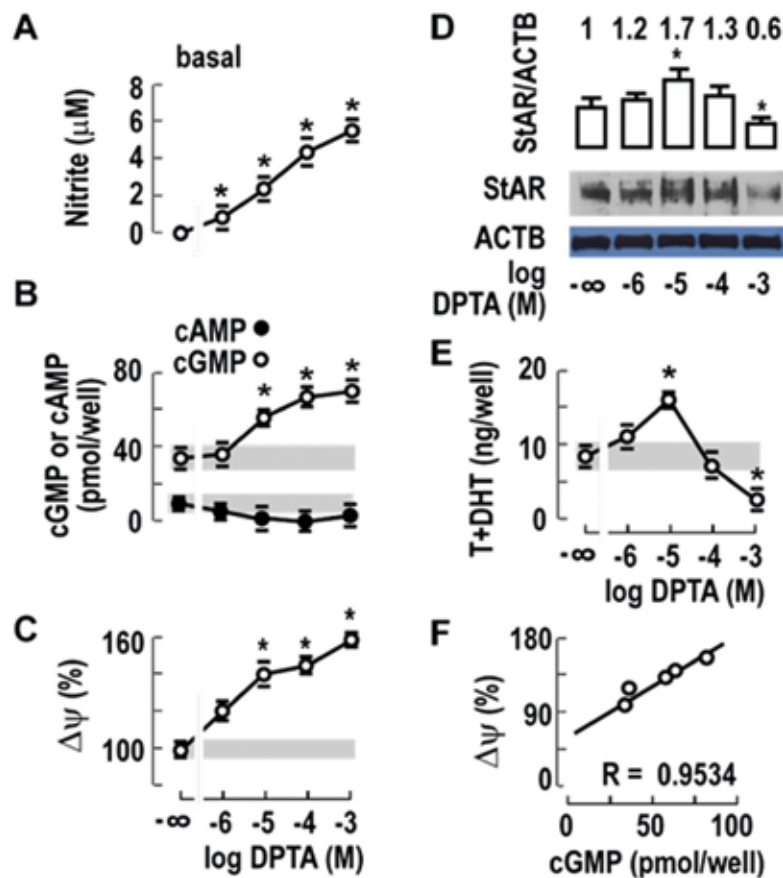 A
basal
Nitrite (μM)
8
6
4
2
0
*
*
*
*
B
cAMP ●
cGMP ○
cGMP or cAMP
(pmol/well)
80
40
0
*
*
*
C
Δψ (%)
160
100
*
*
*
-∞ -6 -5 -4 -3
log DPTA (M)
D
1 1.2 1.7 1.3 0.6
StAR/ACTB
*
*
StAR
ACTB
log
DPTA (M)
-∞ -6 -5 -4 -3
E
T+DHT (ng/well)
20
10
0
*
*
-∞ -6 -5 -4 -3
log DPTA (M)
F
Δψ (%)
180
90
0
R = 0.9534
0 50 100
cGMP (pmol/well)